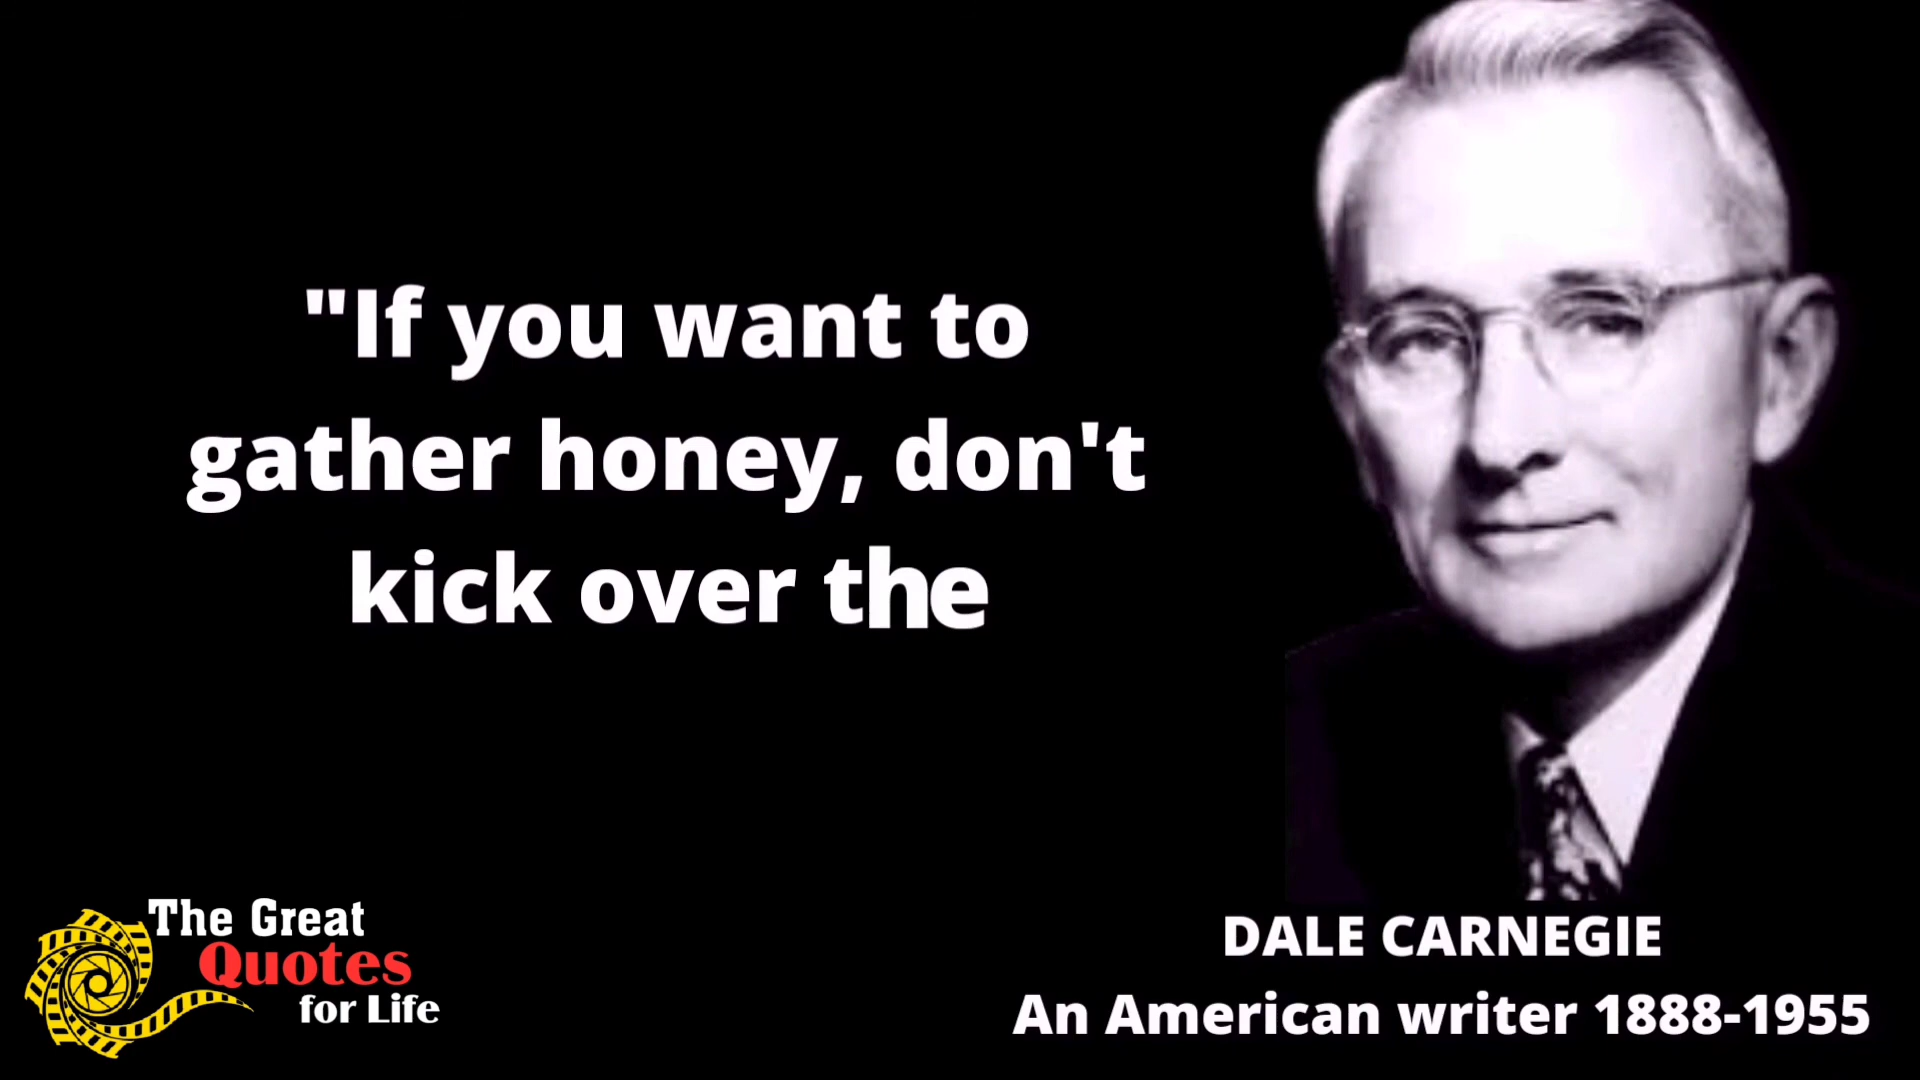 "If you want to
gather honey, don't
kick over the
The Great
Quotes
for Life
DALE CARNEGIE
An American writer 1888-1955